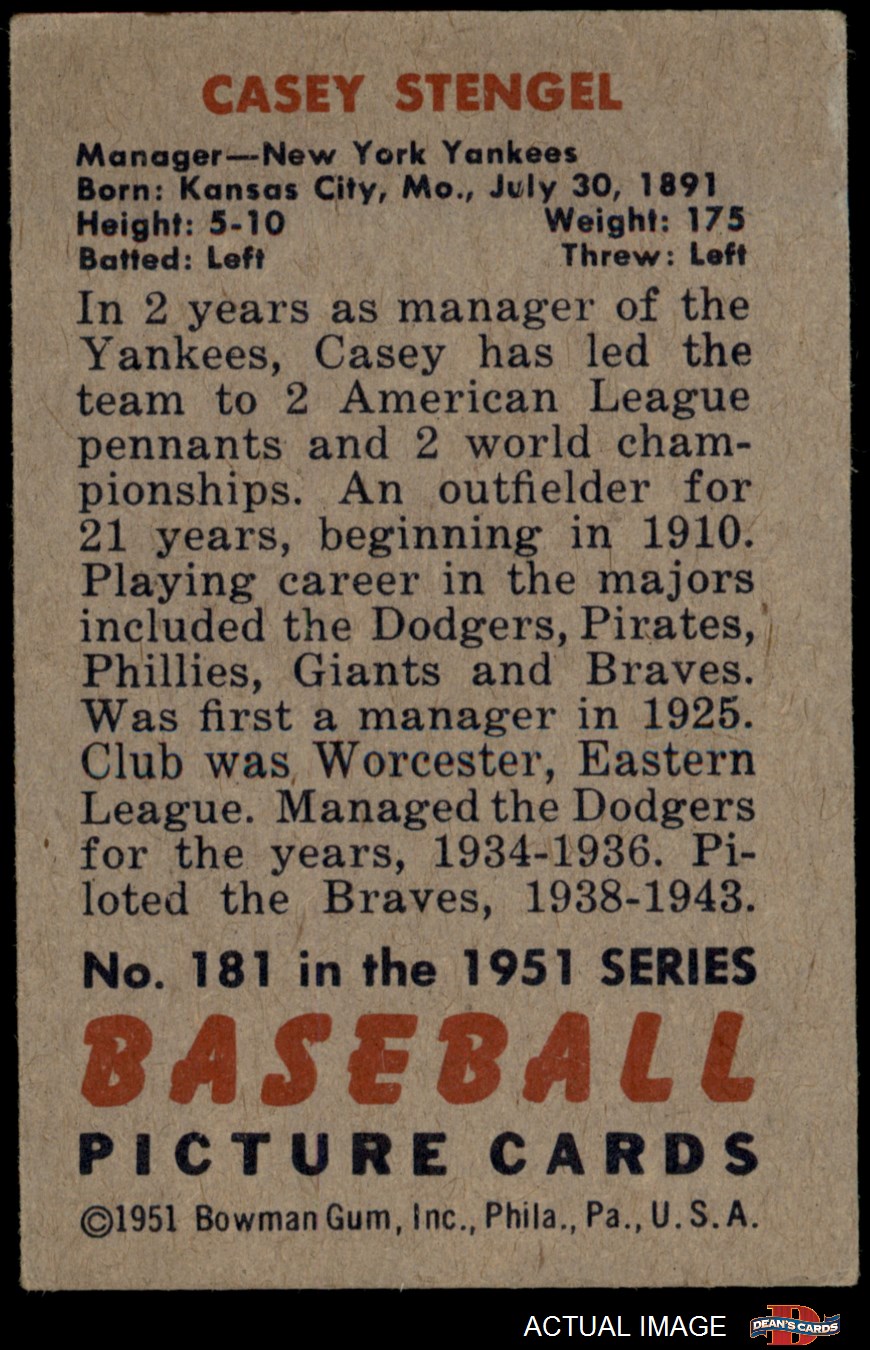 CASEY STENGEL
Manager—New York Yankees
Born: Kansas City, Mo., July 30, 1891
Height: 5-10 Weight: 175
Batted: Left Threw: Left
In 2 years as manager of the
Yankees, Casey has led the
team to 2 American League
pennants and 2 world cham-
pionships. An outfielder for
21 years, beginning in 1910.
Playing career in the majors
included the Dodgers, Pirates,
Phillies, Giants and Braves.
Was first a manager in 1925.
Club was Worcester, Eastern
League. Managed the Dodgers
for the years, 1934-1936. Pi-
loted the Braves, 1938-1943.
No. 181 in the 1951 SERIES
BASEBALL
PICTURE CARDS
©1951 Bowman Gum, Inc., Phila., Pa., U.S.A.
ACTUAL IMAGE
D
DEAN'S CARDS